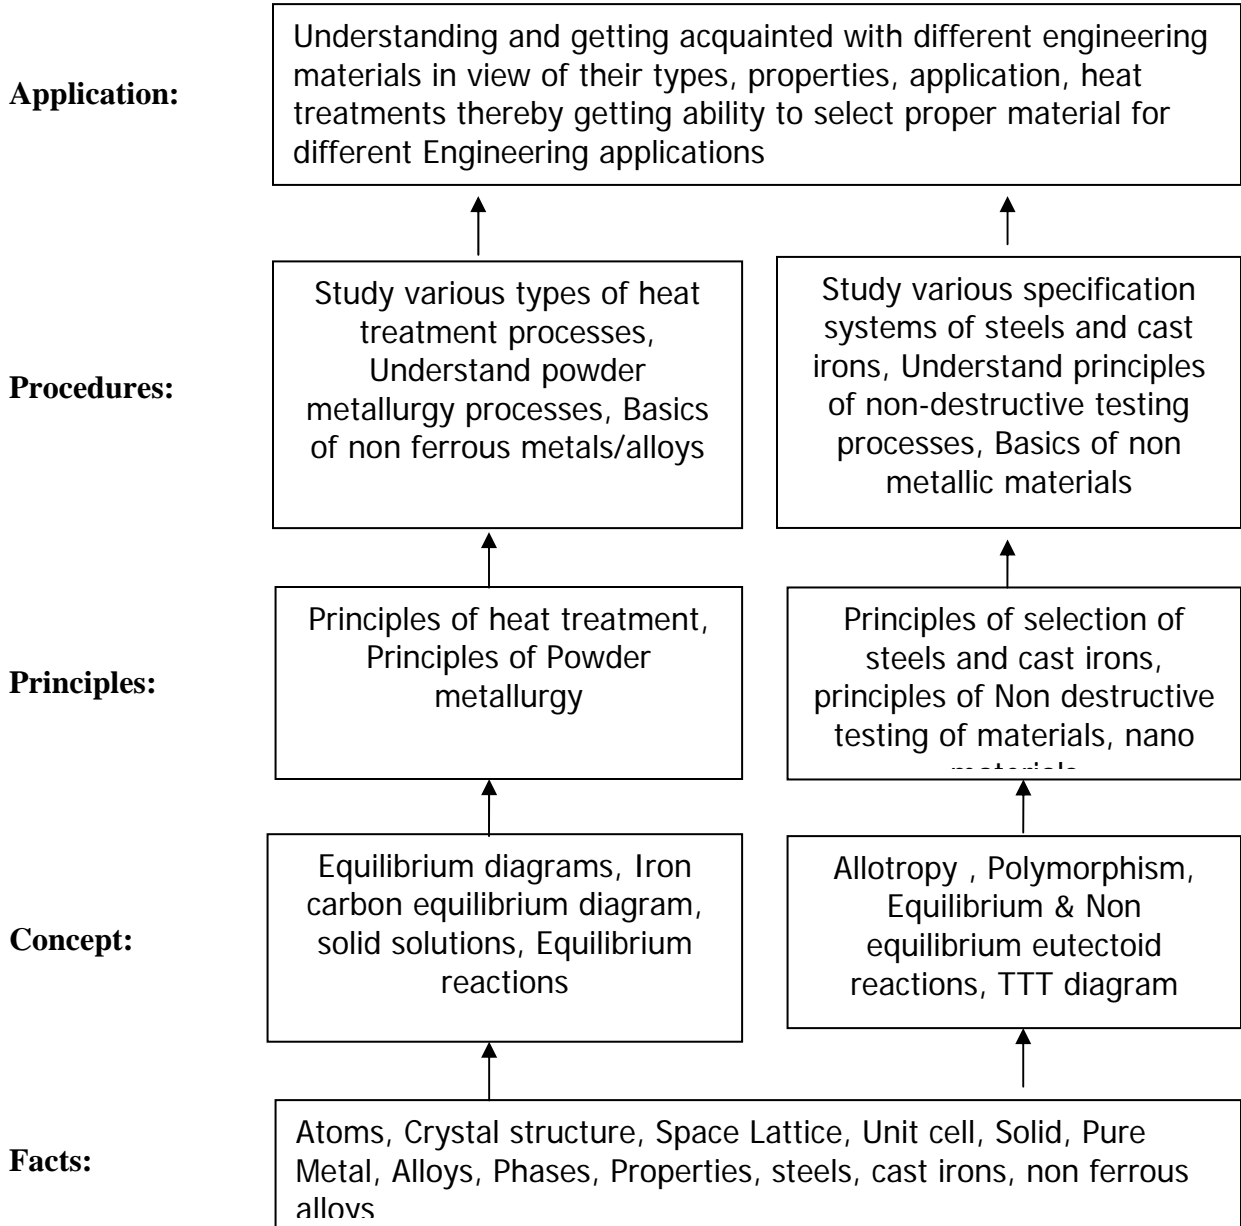 Application:
Understanding and getting acquainted with different engineering
materials in view of their types, properties, application, heat
treatments thereby getting ability to select proper material for
different Engineering applications
Procedures:
Study various types of heat
treatment processes,
Understand powder
metallurgy processes, Basics
of non ferrous metals/alloys
Study various specification
systems of steels and cast
irons, Understand principles
of non-destructive testing
processes, Basics of non
metallic materials
Principles:
Principles of heat treatment,
Principles of Powder
metallurgy
Principles of selection of
steels and cast irons,
principles of Non destructive
testing of materials, nano
materials
Concept:
Equilibrium diagrams, Iron
carbon equilibrium diagram,
solid solutions, Equilibrium
reactions
Allotropy , Polymorphism,
Equilibrium & Non
equilibrium eutectoid
reactions, TTT diagram
Facts:
Atoms, Crystal structure, Space Lattice, Unit cell, Solid, Pure
Metal, Alloys, Phases, Properties, steels, cast irons, non ferrous
alloys